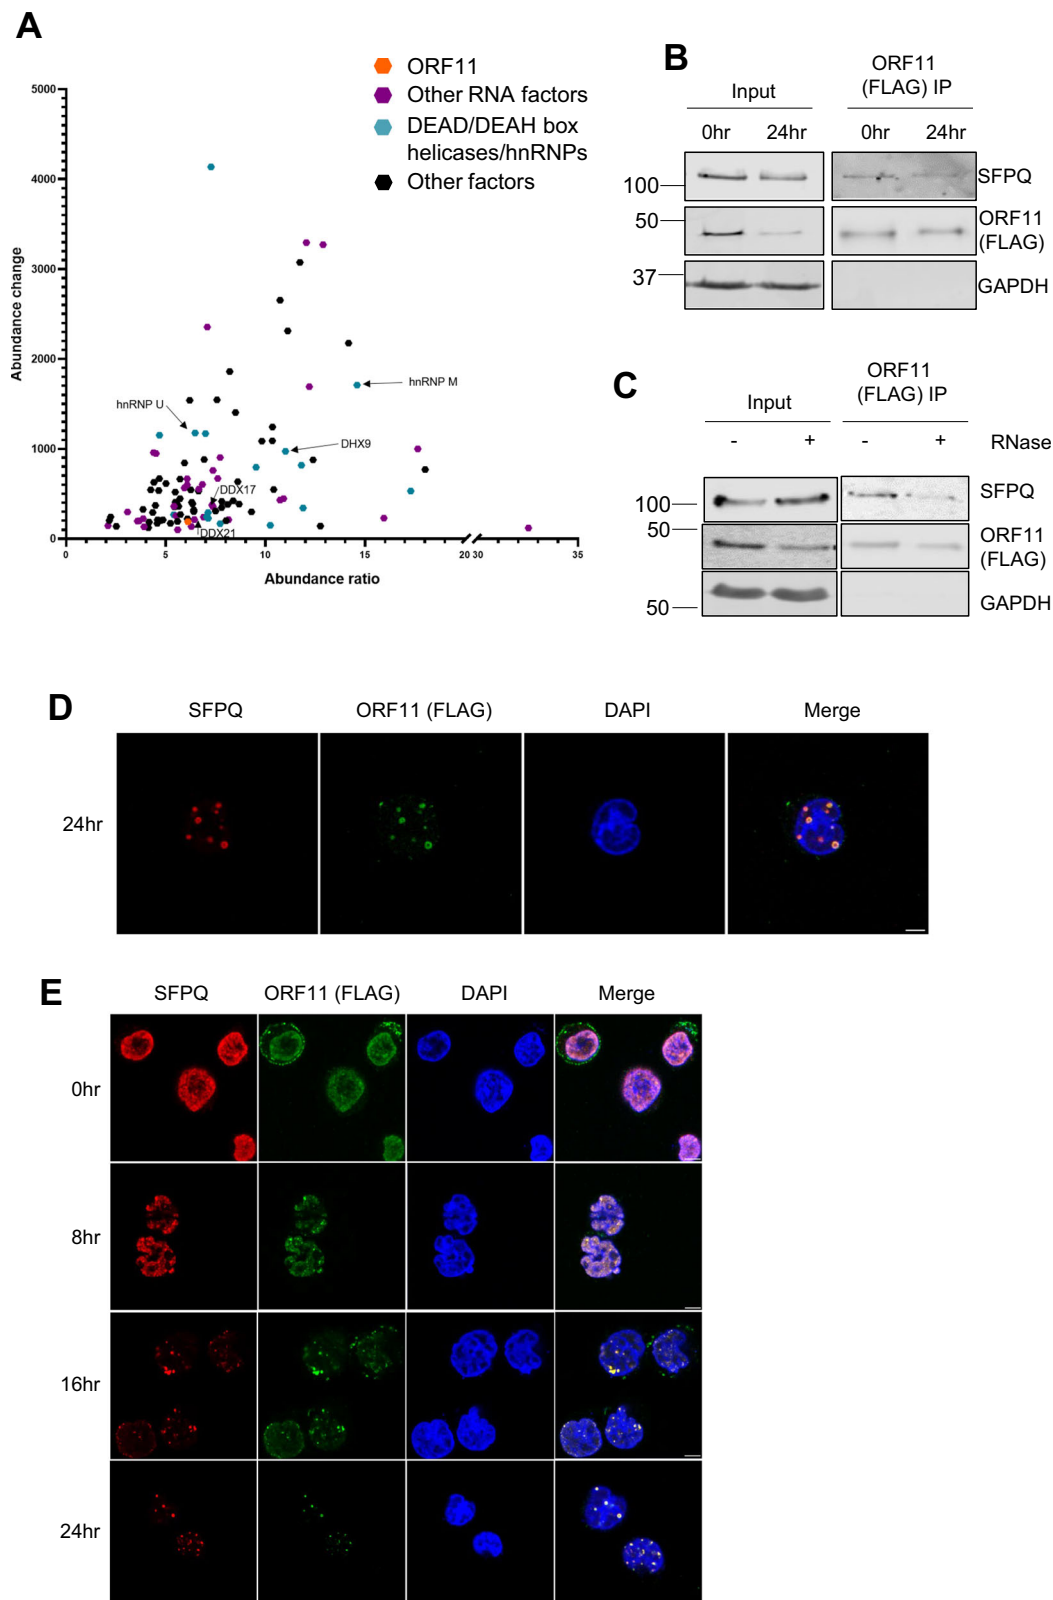 A
ORF11
Other RNA factors
DEAD/DEAH box
helicases/hnRNPs
Other factors
Abundance change
5000
4000
3000
2000
1000
0
hnRNP M
hnRNP U
DHX9
DDX17
DDX21
0 5 10 15 20 30 35
Abundance ratio
B
Input
ORF11
(FLAG) IP
0hr 24hr 0hr 24hr
100
SFPQ
50
ORF11
(FLAG)
37
GAPDH
C
Input
ORF11
(FLAG) IP
- + - + RNase
100
SFPQ
50
ORF11
(FLAG)
50
GAPDH
D
SFPQ ORF11 (FLAG) DAPI Merge
24hr
E
SFPQ ORF11 (FLAG) DAPI Merge
0hr
8hr
16hr
24hr